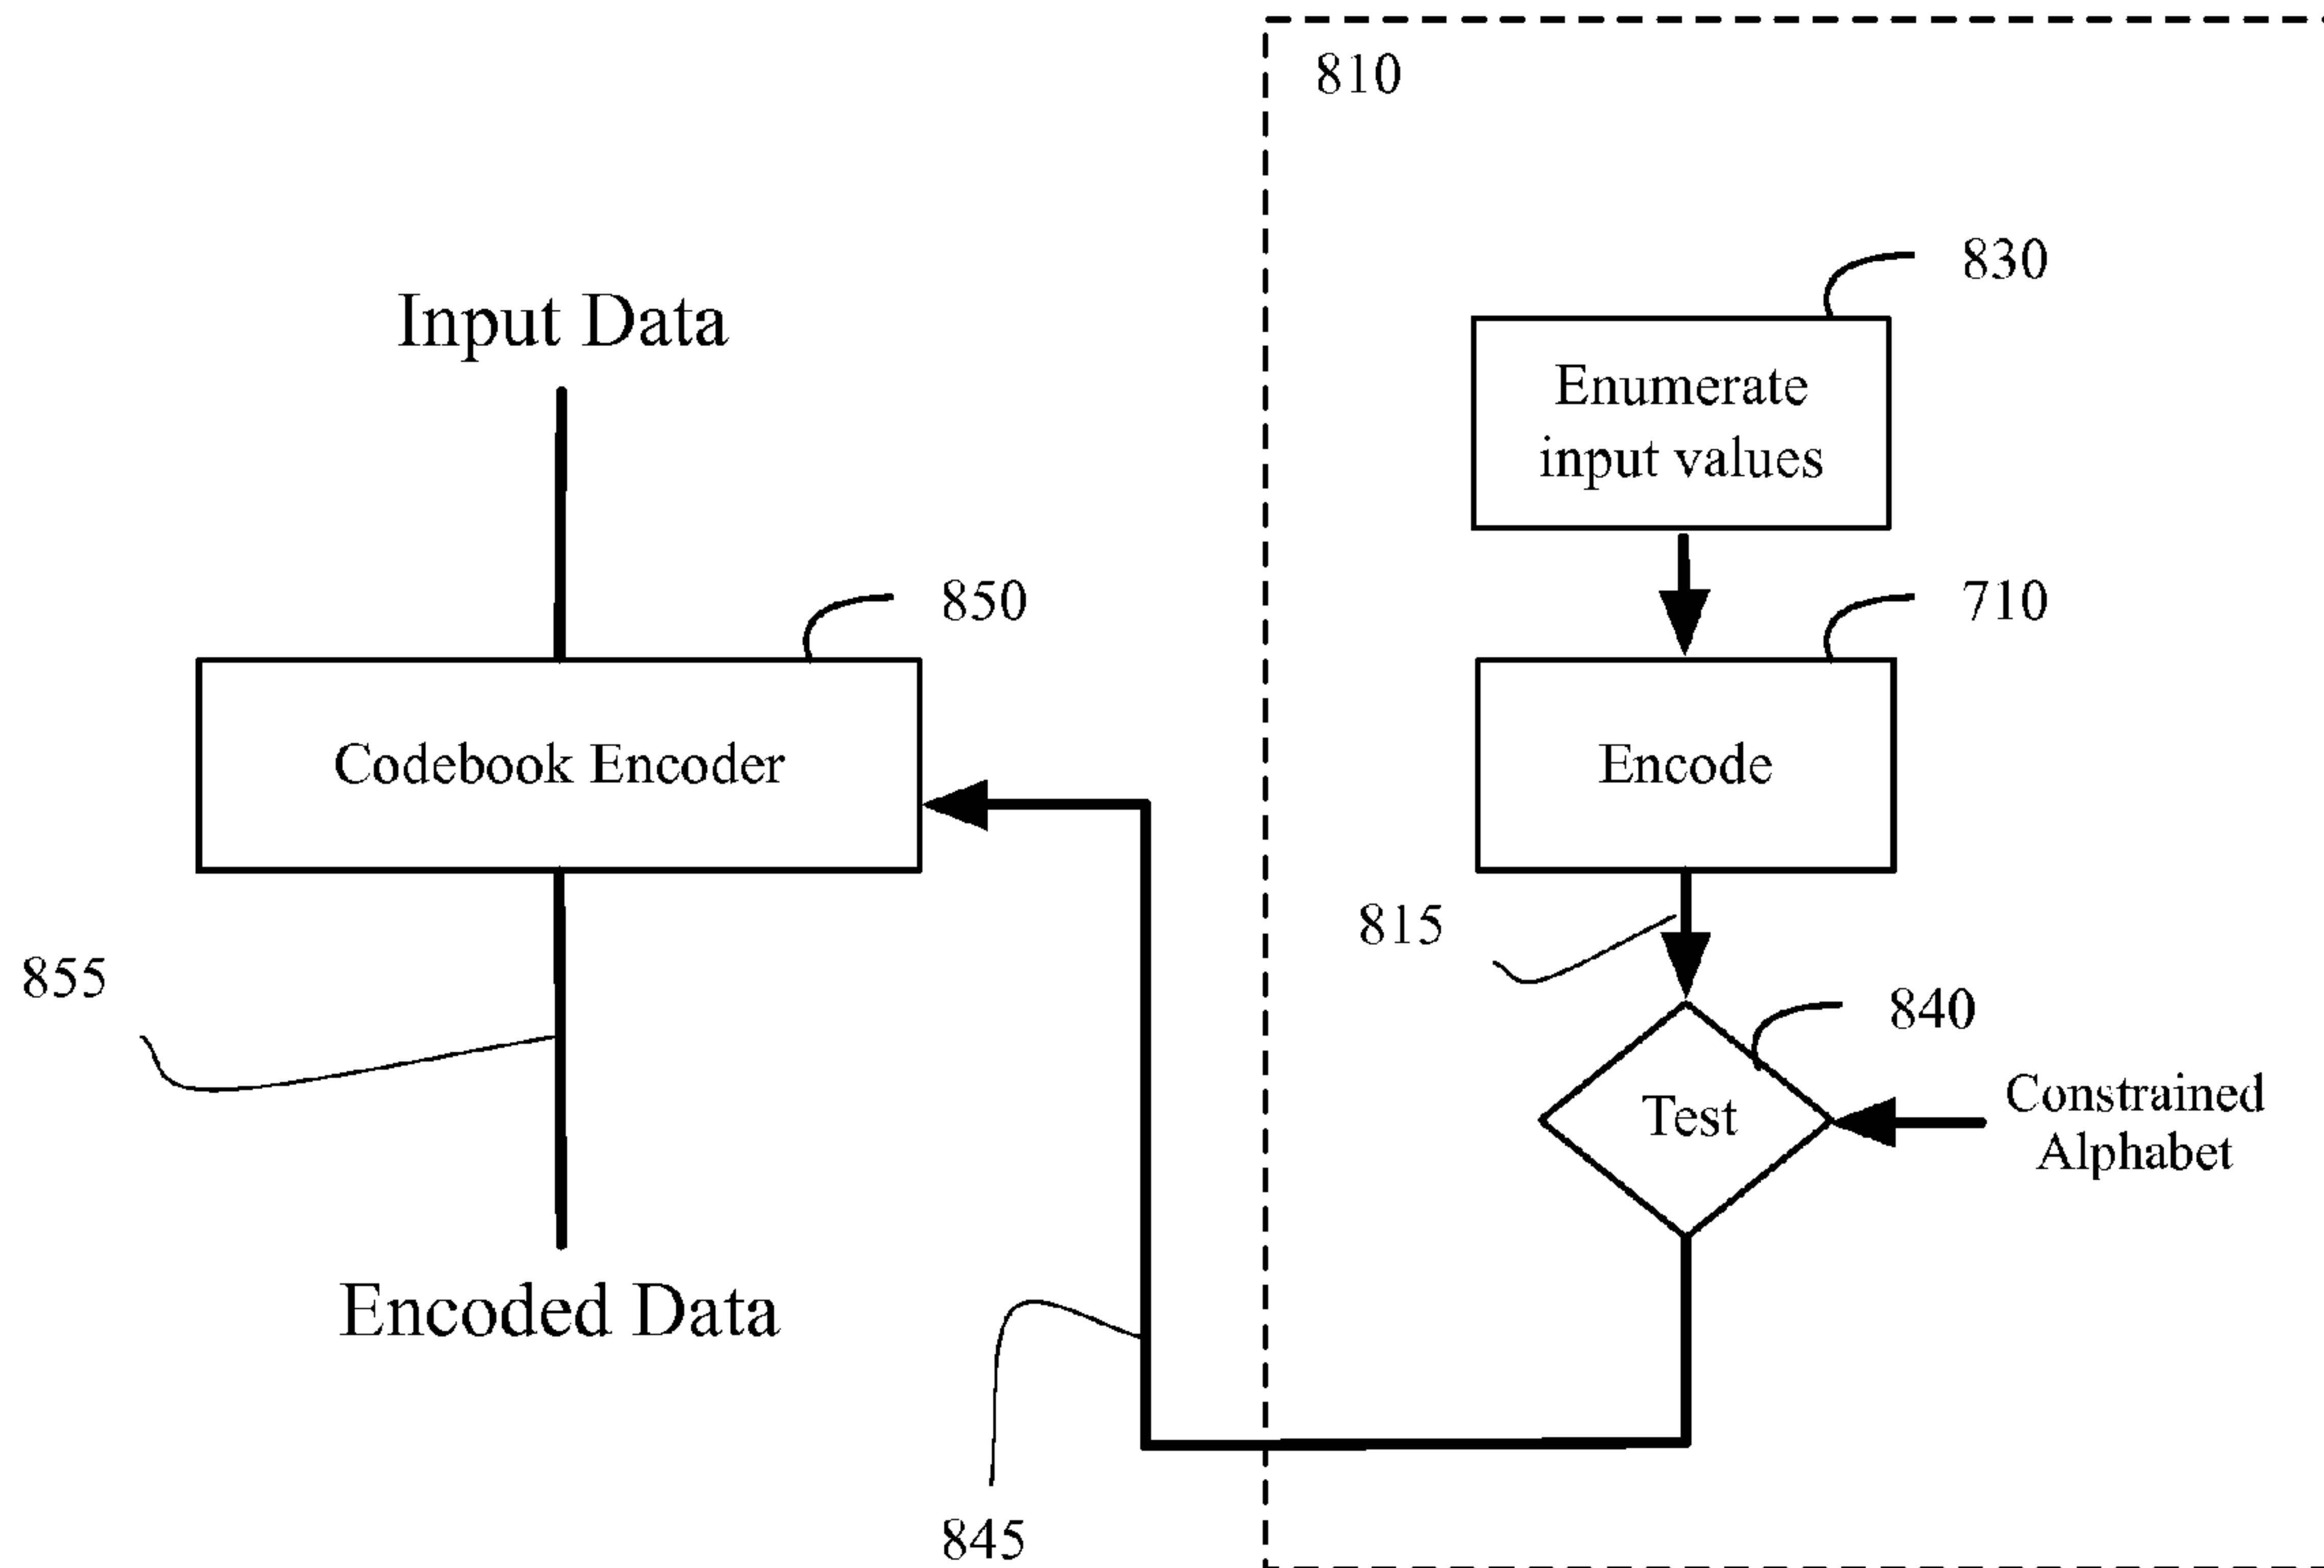 810
830
Input Data
Enumerate
input values
850
710
Codebook Encoder
Encode
815
855
840
Test
Constrained
Alphabet
Encoded Data
845